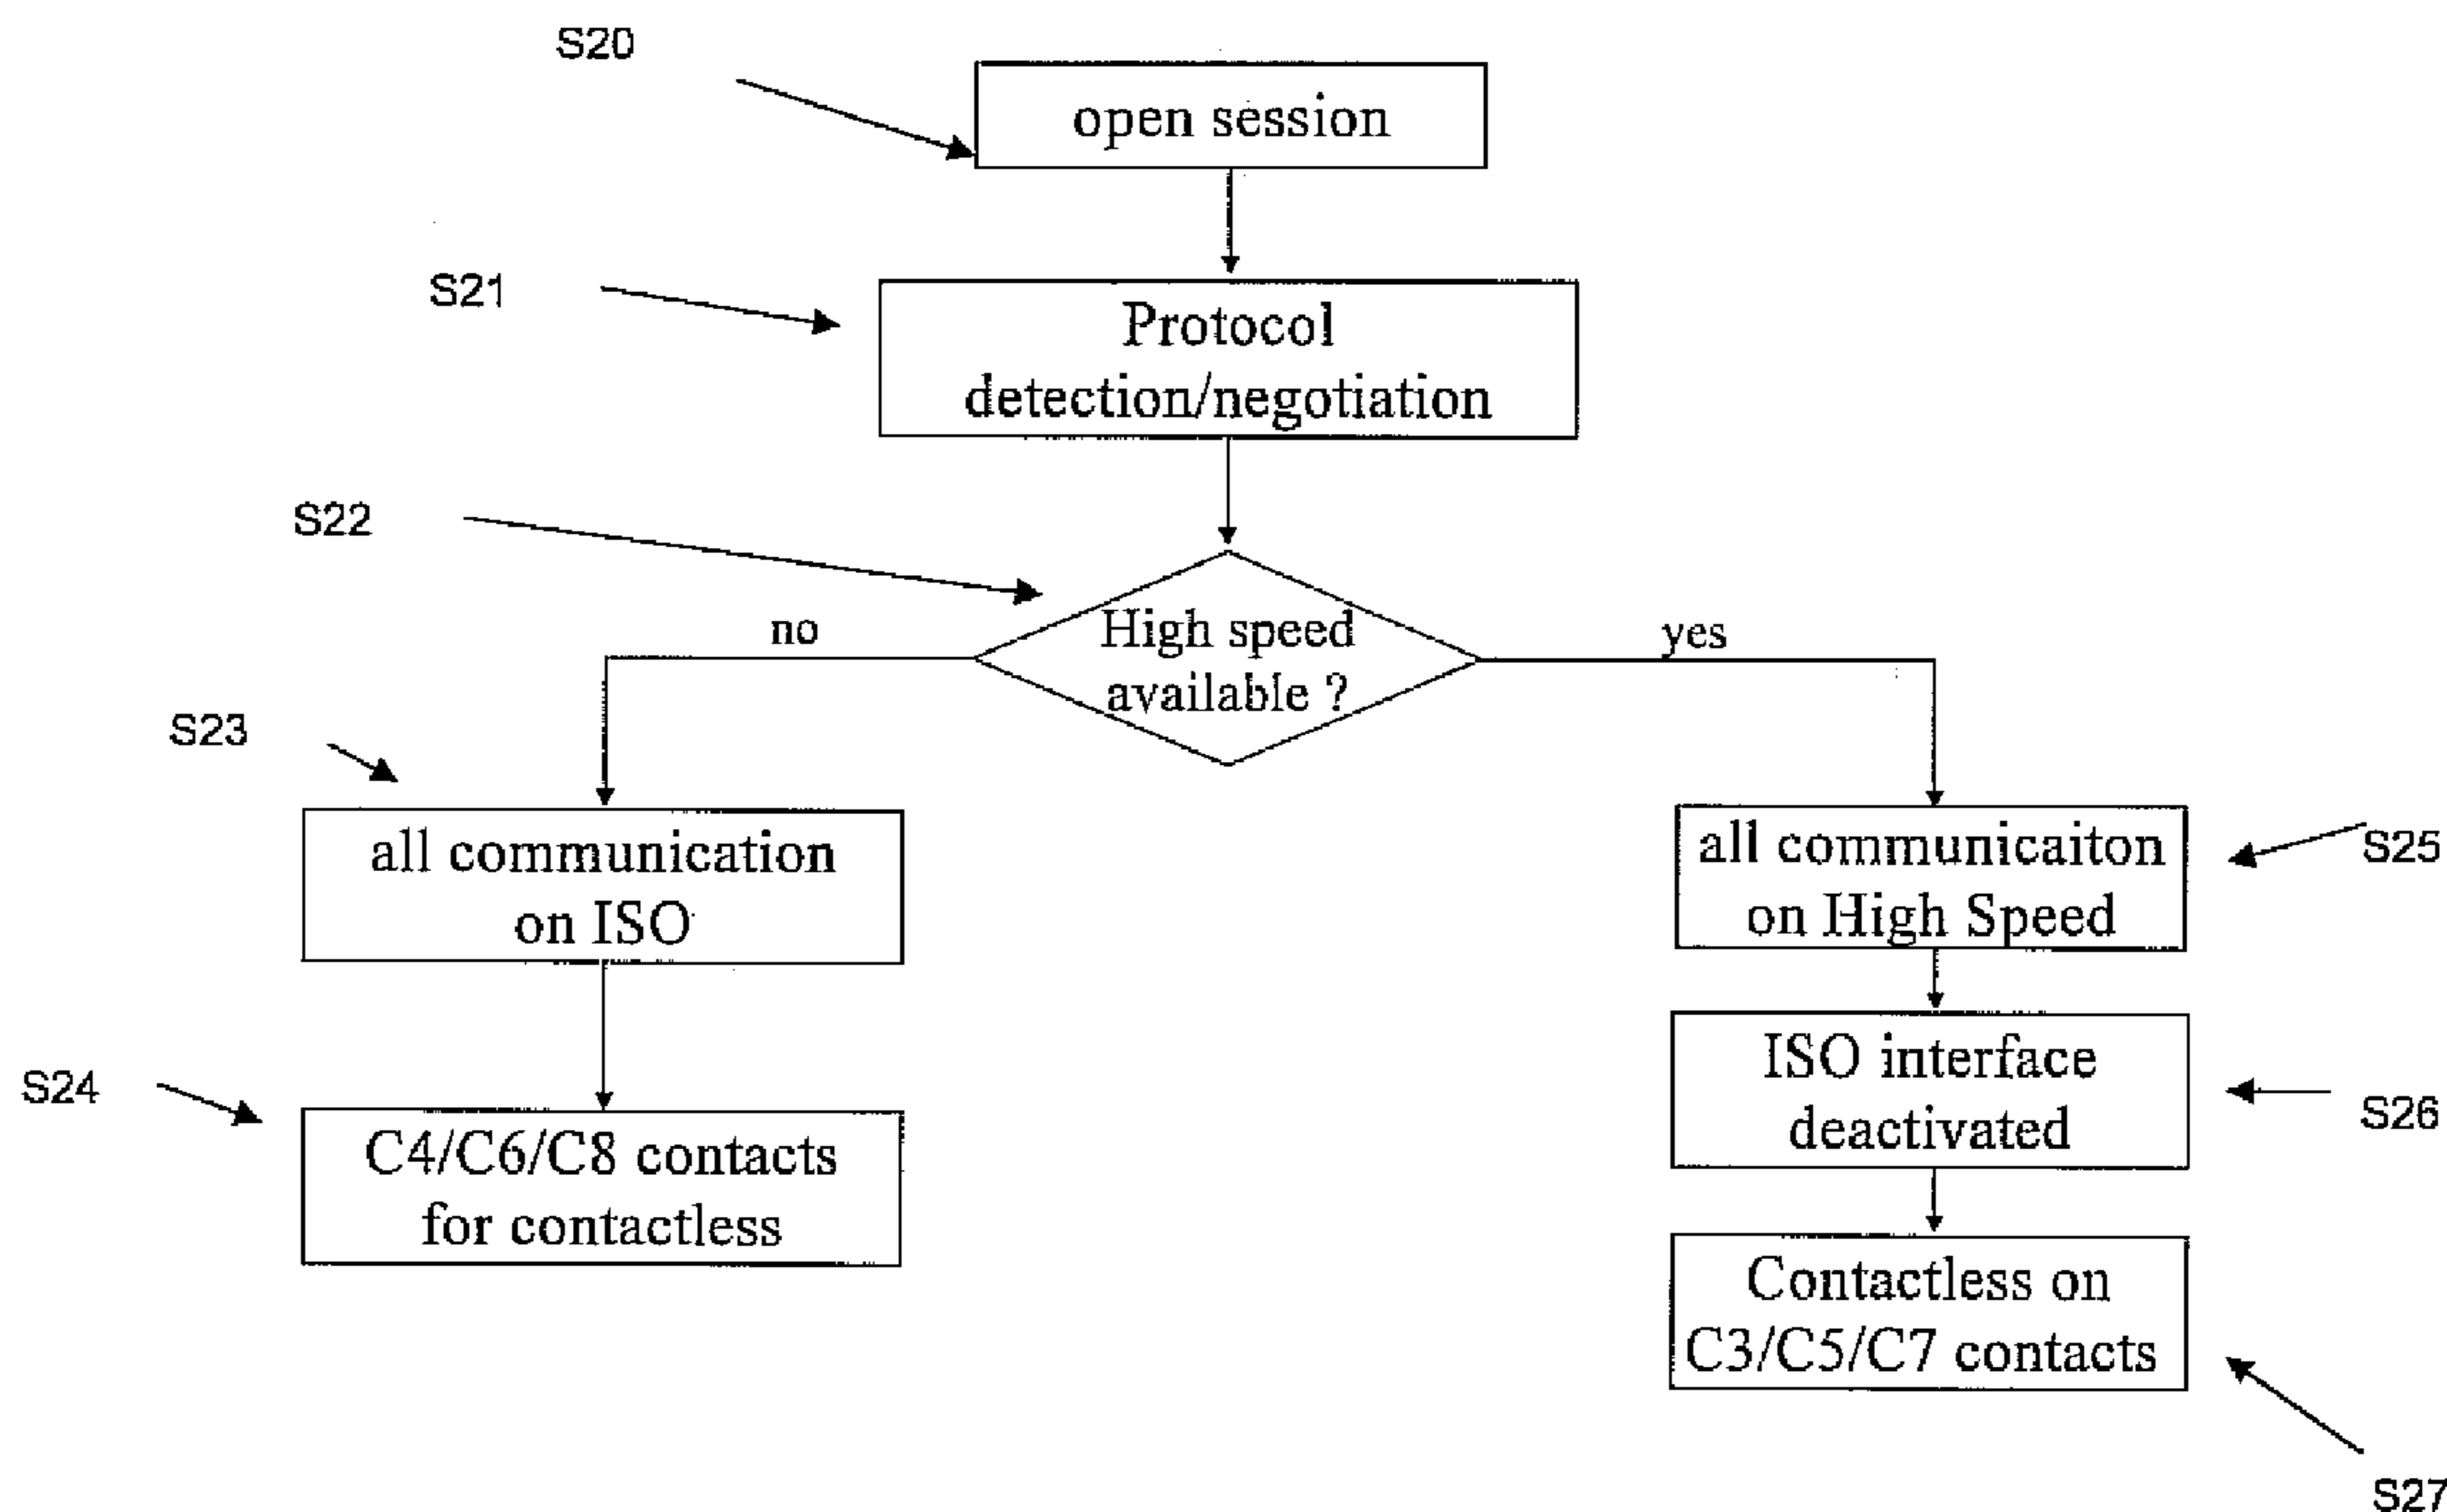 S20
open session
S21
Protocol
detection/negotiation
S22
High speed
available ?
no
yes
S23
all communication
on ISO
S24
C4/C6/C8 contacts
for contactless
all communicaiton
on High Speed
S25
ISO interface
deactivated
S26
Contactless on
C3/C5/C7 contacts
S27